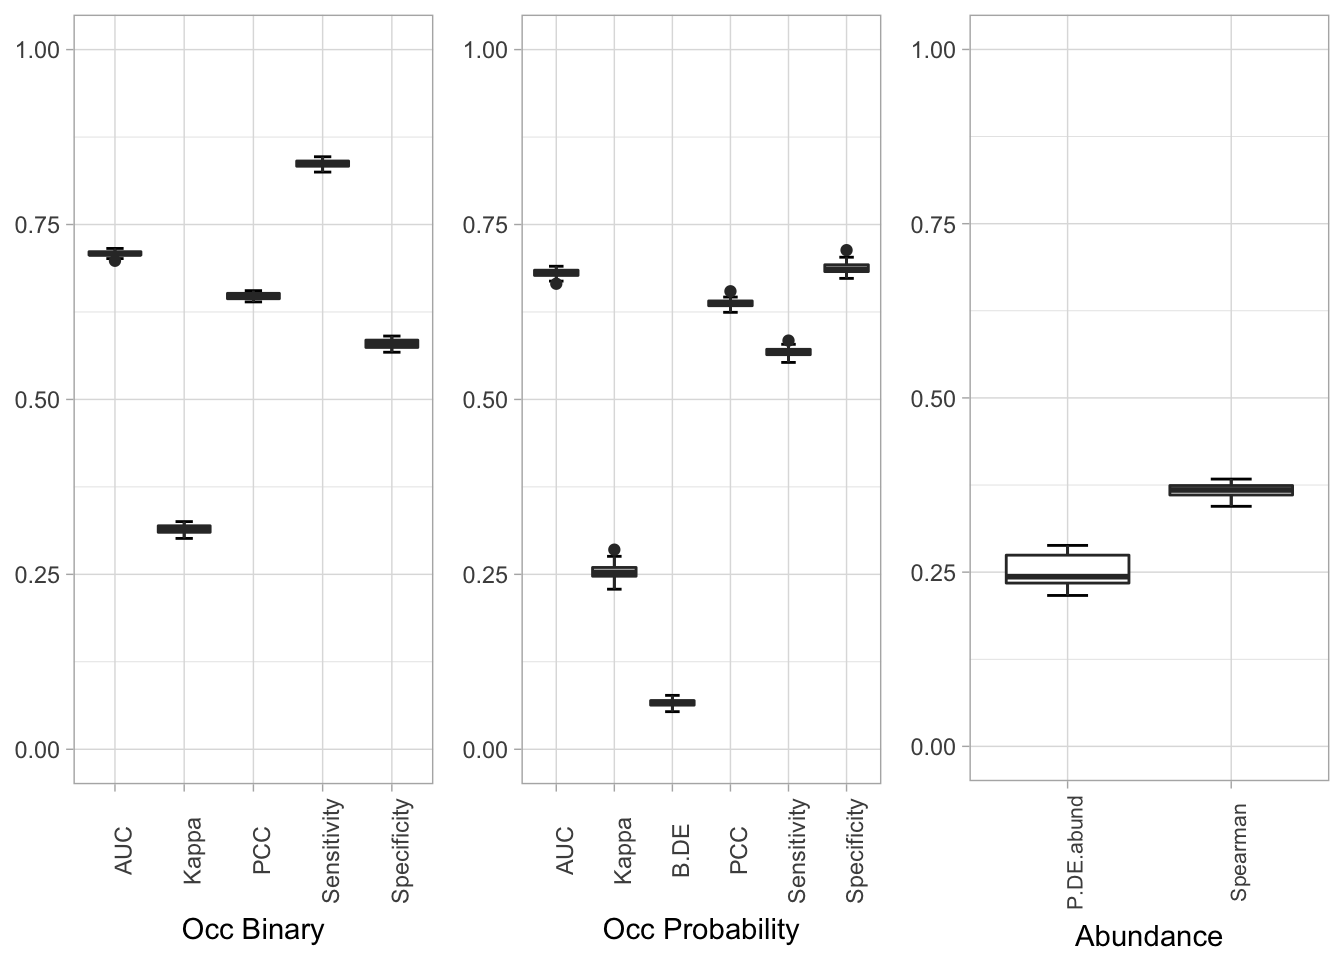 1.00
0.75
0.50
0.25
0.00
AUC
Kappa
PCC
Sensitivity
Specificity
Occ Binary
1.00
0.75
0.50
0.25
0.00
AUC
Kappa
B.DE
PCC
Sensitivity
Specificity
Occ Probability
1.00
0.75
0.50
0.25
0.00
P.DE.abund
Spearman
Abundance